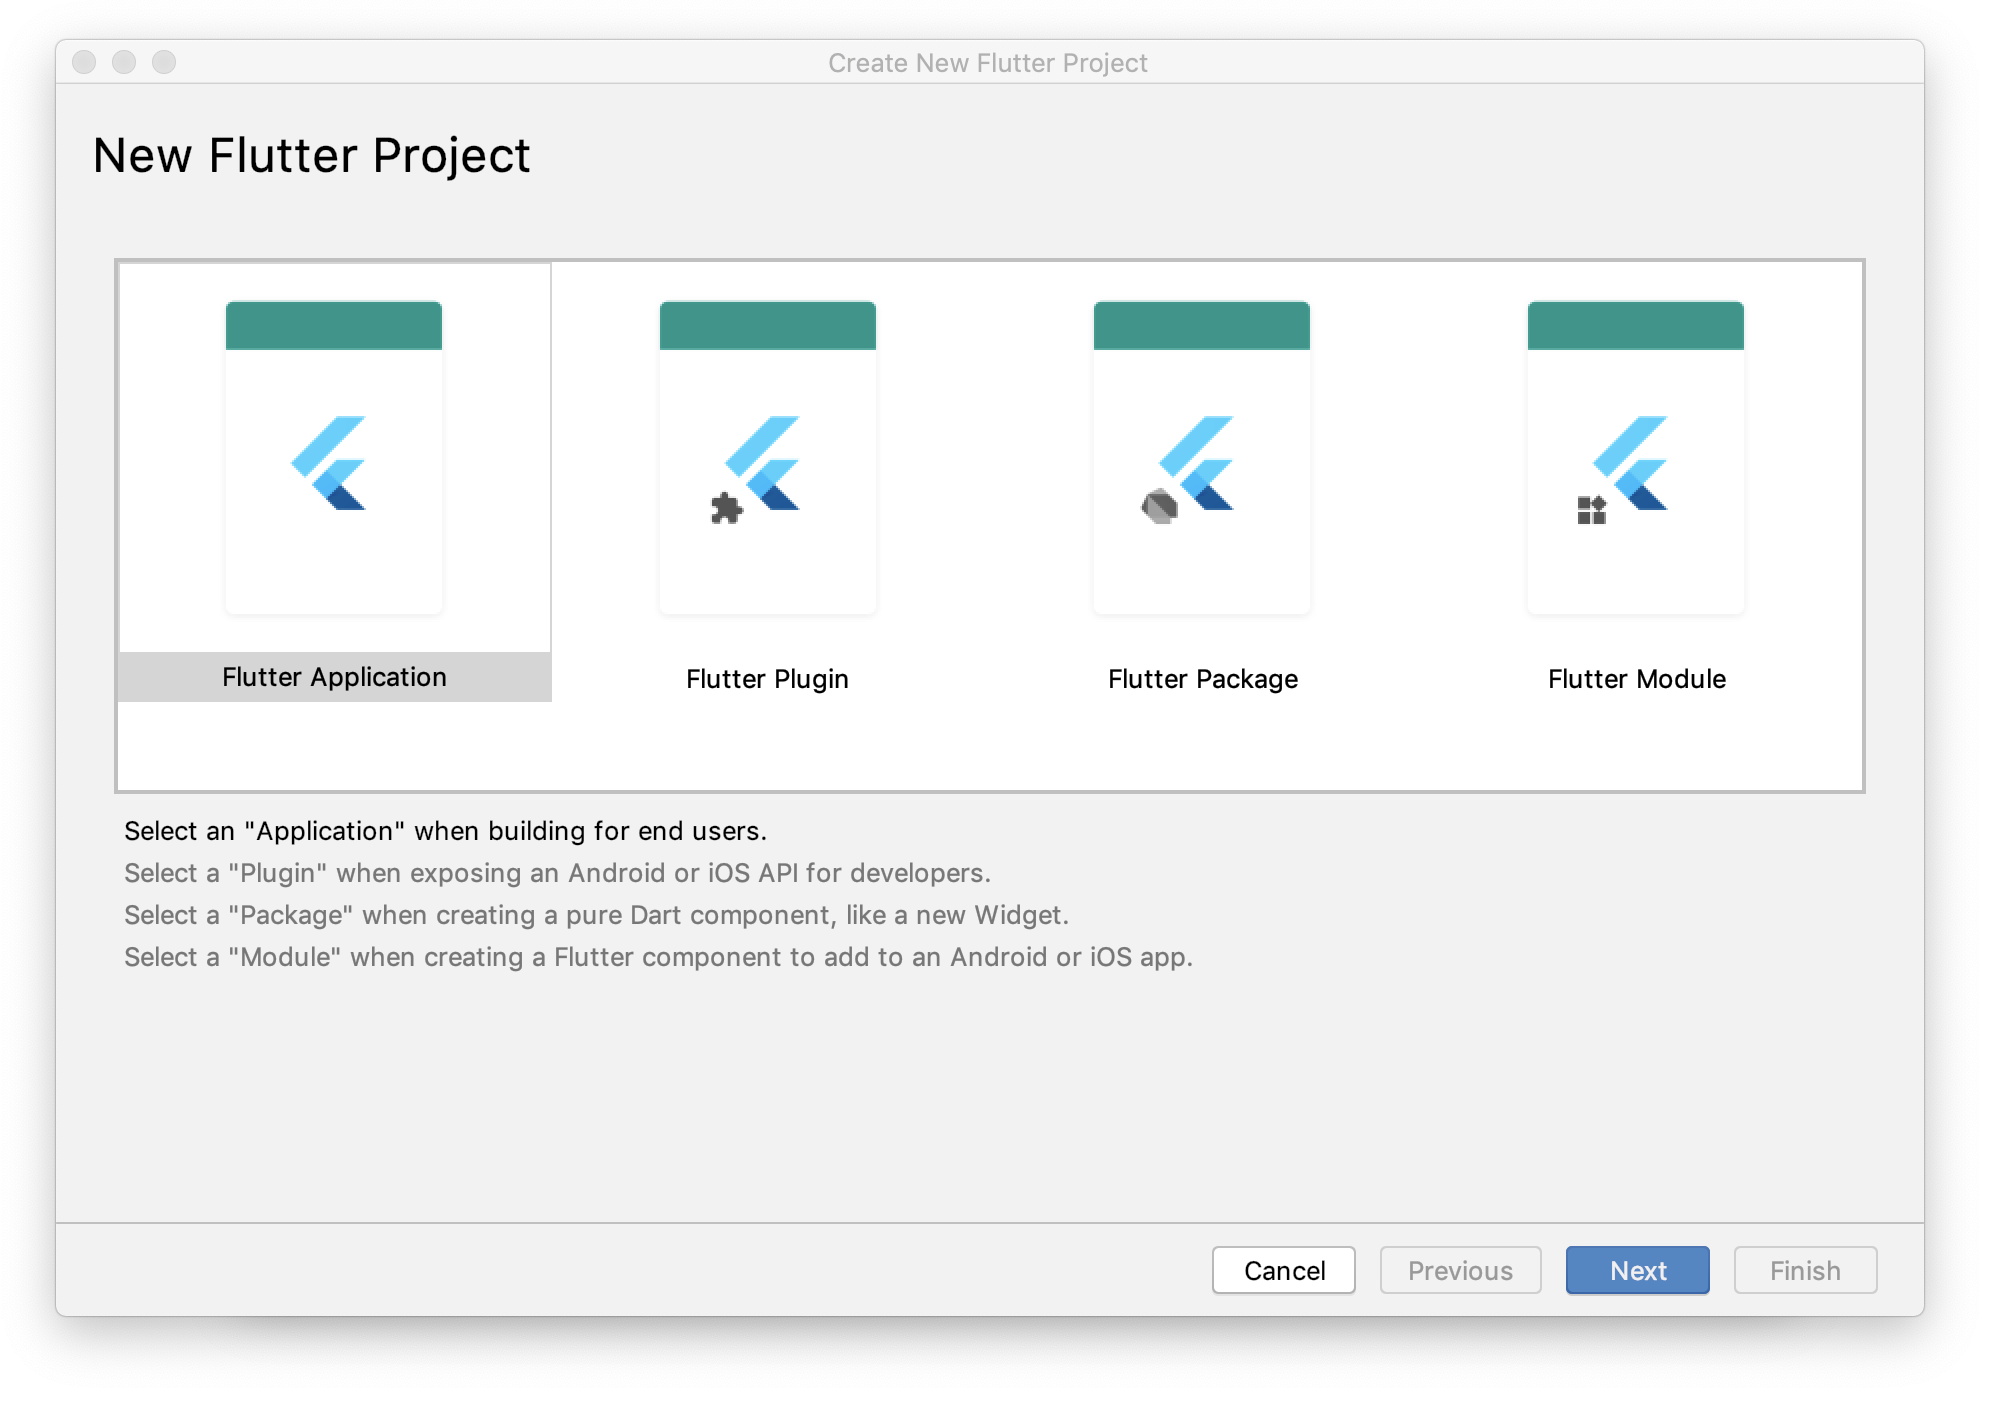 Create New Flutter Project
New Flutter Project
Flutter Application
Flutter Plugin
Flutter Package
Flutter Module
Select an "Application" when building for end users.
Select a "Plugin" when exposing an Android or iOS API for developers.
Select a "Package" when creating a pure Dart component, like a new Widget.
Select a "Module" when creating a Flutter component to add to an Android or iOS app.
Cancel
Previous
Next
Finish